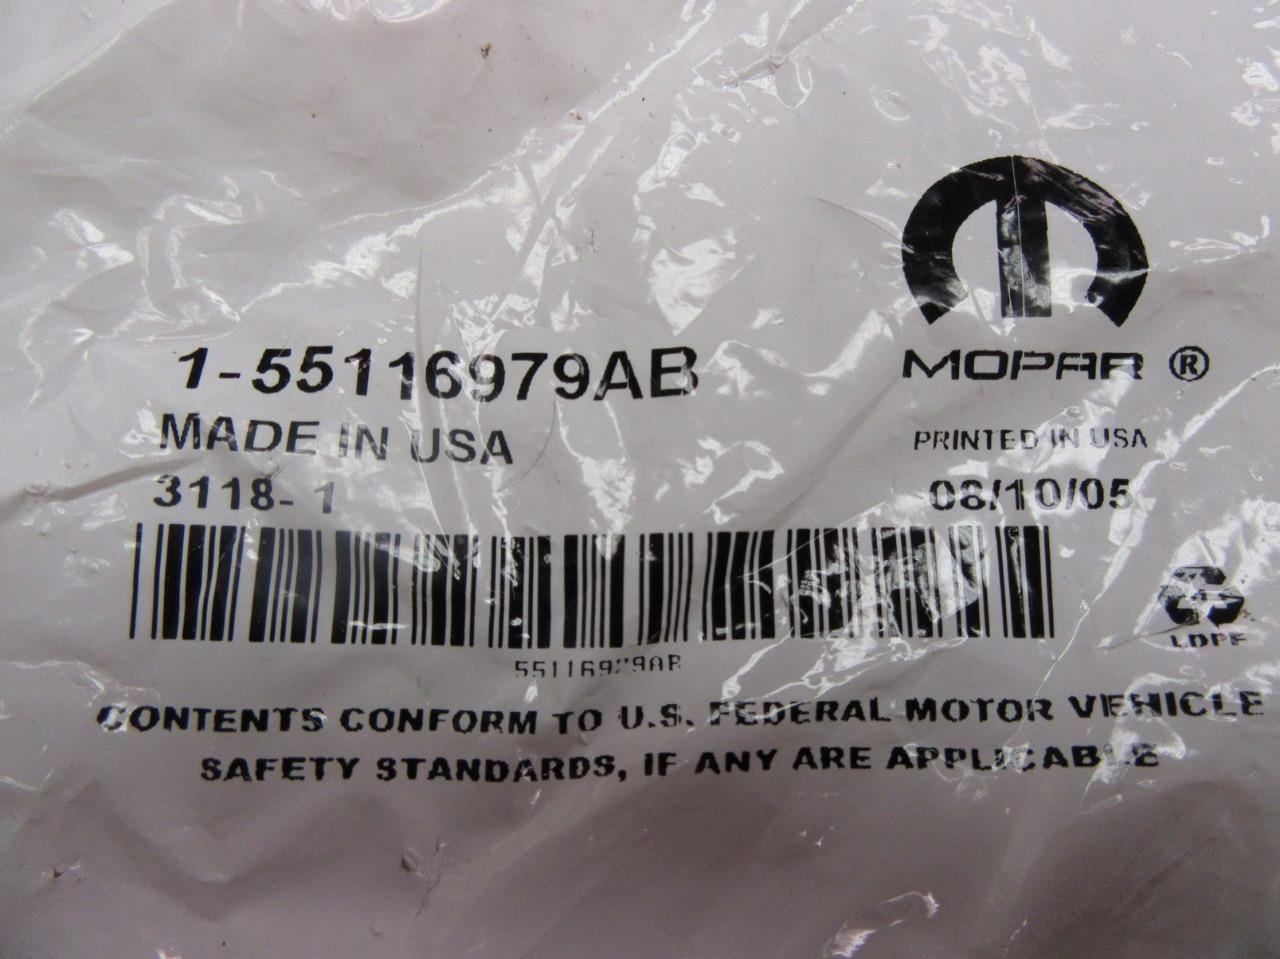 1-55116979AB
MOPAR ®
MADE IN USA
PRINTED IN USA
3118-1
08/10/05
55116979AB
LDPE
CONTENTS CONFORM TO U.S. FEDERAL MOTOR VEHICLE
SAFETY STANDARDS, IF ANY ARE APPLICABLE